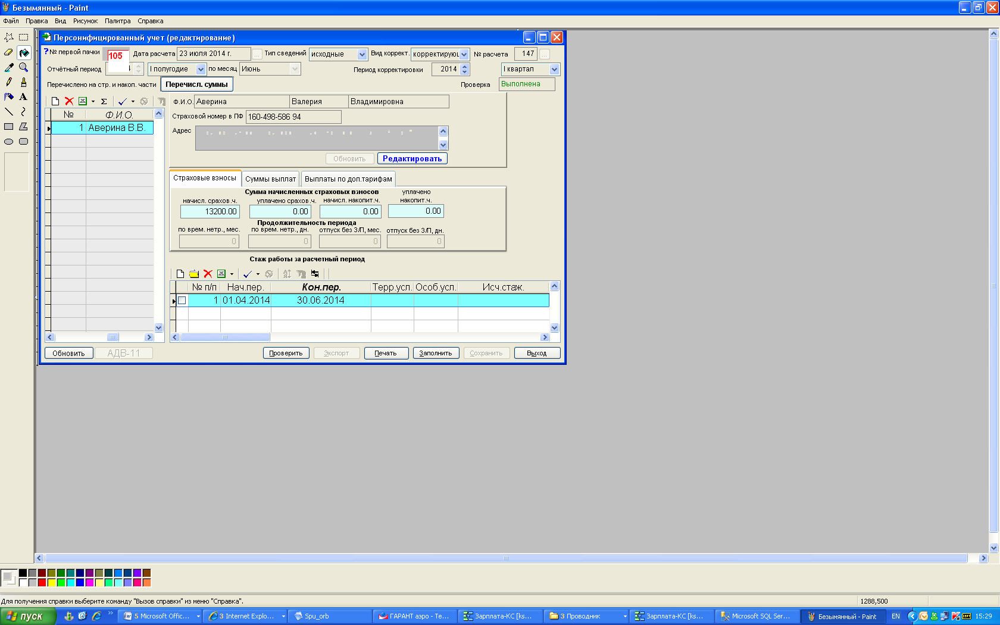 Безымянный - Paint
Файл Правка Вид Рисунок Палитра Справка
Персонифицированный учет (редактирование)
? № первой пачки 105 Дата расчета 23 июля 2014 г. ... Тип сведений исходные Вид коррект. корректирующ № расчета 147 ...
Отчётный период I полугодие по месяц Июнь Период корректировки 2014 I квартал
Перечислено на стр. и накоп. части Перечисл. суммы Проверка Выполнена
Ф.И.О. Аверина Валерия Владимировна
№ Ф.И.О.
Страховой номер в ПФ 160-498-586 94
1 Аверина В.В.
Адрес
Обновить Редактировать
Страховые взносы Суммы выплат Выплаты по доп.тарифам
Сумма начисленных страховых взносов уплачено
начисл. страхов.ч. уплачено страхов.ч. начисл. накопит.ч. накопит.ч.
13200.00 0.00 0.00 0.00
Продолжительность периода
по врем. нетр., мес. по врем. нетр., дн. отпуск без З/П, мес. отпуск без З/П, дн.
0 0 0 0
Стаж работы за расчетный период
№ п/п Нач.пер. Кон.пер. Терр.усл. Особ.усл. Исч.стаж.
1 01.04.2014 30.06.2014
Обновить АДВ-11 Проверить Экспорт Печать Заполнить Сохранить Выход
Для получения справки выберите команду "Вызов справки" из меню "Справка". 1288,500
пуск » 5 Microsoft Offic... 3 Internet Explo... Spu_orb ГАРАНТ аэро - Те... Зарплата-КС [ks... 3 Проводник Зарплата-КС [ks... Microsoft SQL Ser... Безымянный - Paint EN 15:29